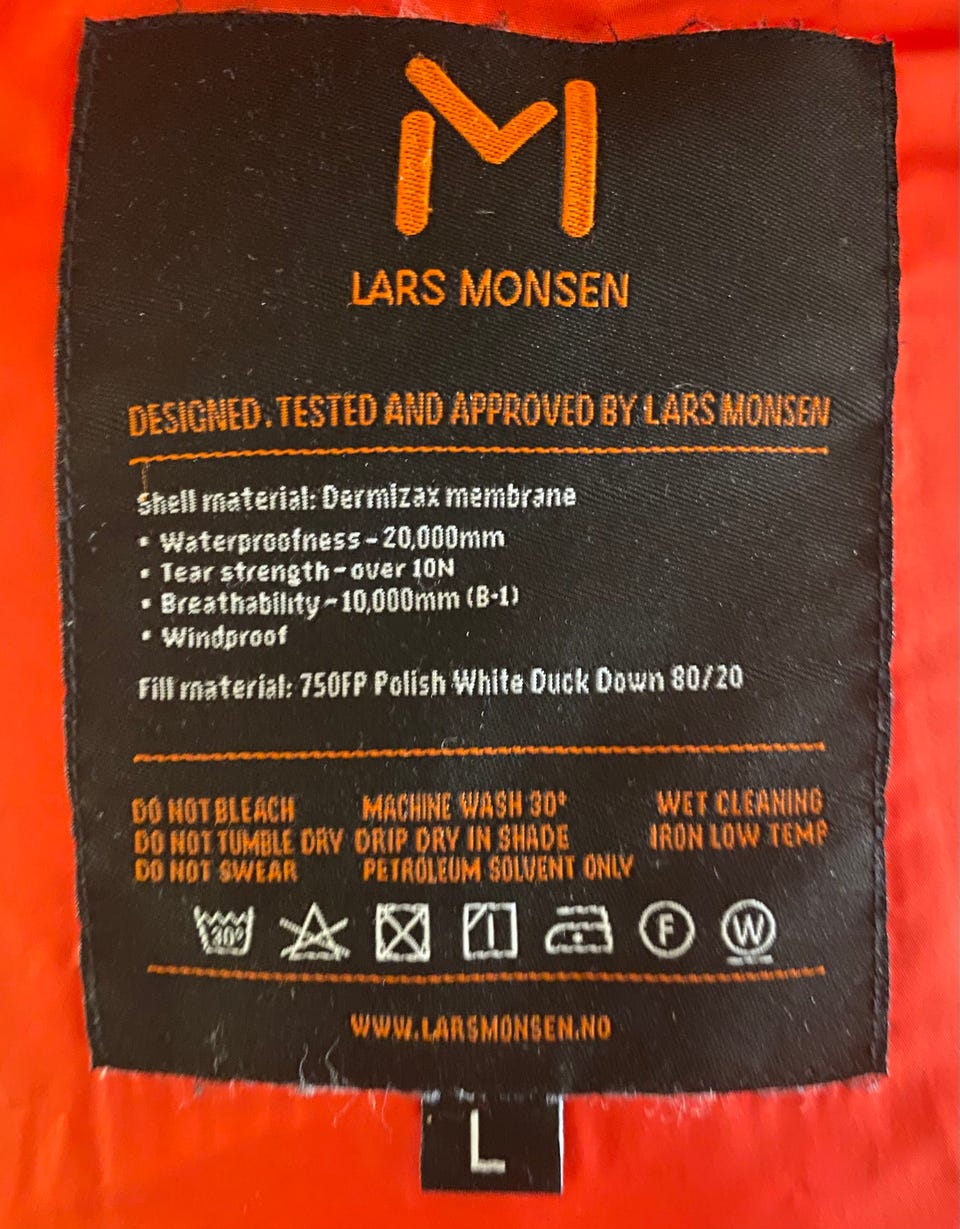 LARS MONSEN
DESIGNED. TESTED AND APPROVED BY LARS MONSEN
Shell material: Dermizax membrane
• Waterproofness - 20,000mm
• Tear strength - over 10N
• Breathability - 10,000mm (B-1)
• Windproof
Fill material: 750FP Polish White Duck Down 80/20
DO NOT BLEACH MACHINE WASH 30° WET CLEANING
DO NOT TUMBLE DRY DRIP DRY IN SHADE IRON LOW TEMP
DO NOT SWEAR PETROLEUM SOLVENT ONLY
30° F W
WWW.LARSMONSEN.NO
L